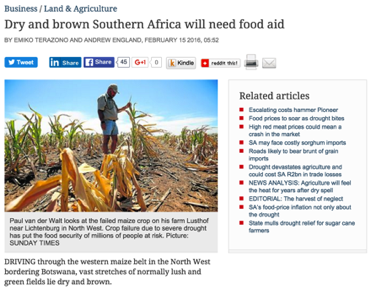 Business / Land & Agriculture
Dry and brown Southern Africa will need food aid
BY EMIKO TERAZONO AND ANDREW ENGLAND, FEBRUARY 15 2016, 05:52
Tweet
in Share
f Share 45
G+1 0
k Kindle
reddit this!
Related articles
Escalating costs hammer Pioneer
Food prices to soar as drought bites
High red meat prices could mean a
crash in the market
SA may face costly sorghum imports
Roads likely to bear brunt of grain
imports
Drought devastates agriculture and
could cost SA R2bn in trade losses
NEWS ANALYSIS: Agriculture will feel
the heat for years after dry spell
EDITORIAL: The harvest of neglect
SA's food-price inflation not only about
the drought
State mulls drought relief for sugar cane
farmers
Paul van der Walt looks at the failed maize crop on his farm Lusthof
near Lichtenburg in North West. Crop failure due to severe drought
has put the food security of millions of people at risk. Picture:
SUNDAY TIMES
DRIVING through the western maize belt in the North West
bordering Botswana, vast stretches of normally lush and
green fields lie dry and brown.